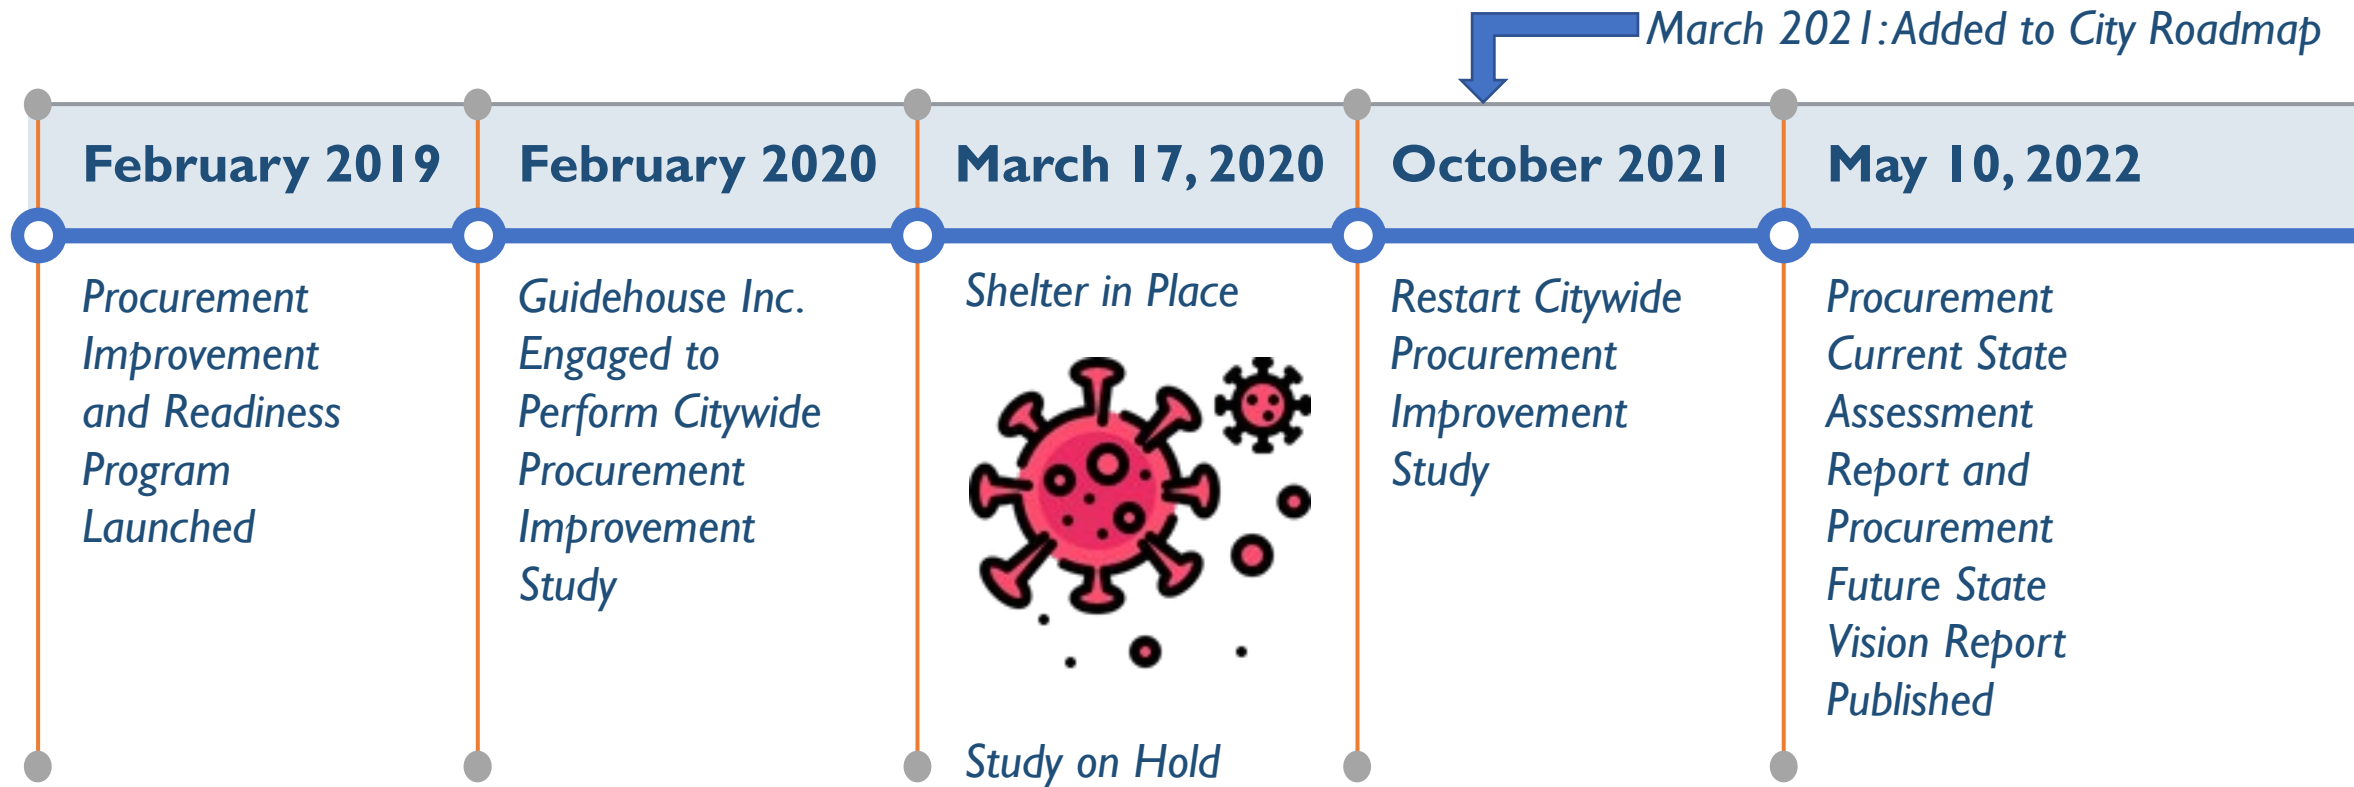 March 2021: Added to City Roadmap
February 2019
February 2020
March 17, 2020
October 2021
May 10, 2022
Procurement
Improvement
and Readiness
Program
Launched
Guidehouse Inc.
Engaged to
Perform Citywide
Procurement
Improvement
Study
Shelter in Place
Study on Hold
Restart Citywide
Procurement
Improvement
Study
Procurement
Current State
Assessment
Report and
Procurement
Future State
Vision Report
Published